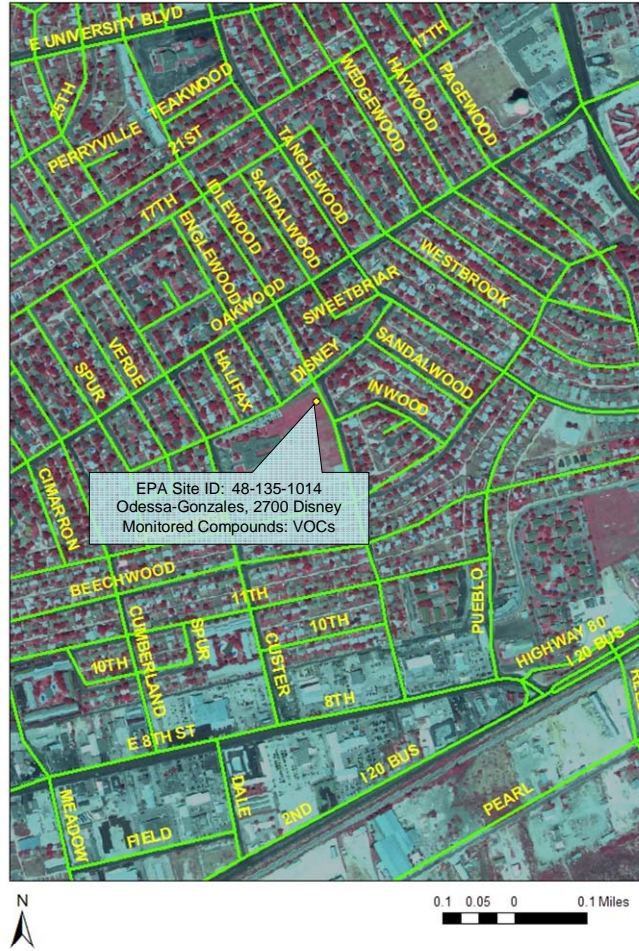 E UNIVERSITY BLVD
17TH
25TH
TEAKWOOD
WEDGEWOOD
HAYWOOD
PAGEWOOD
PERRYVILLE
21ST
TANGLEWOOD
17TH
IDLEWOOD
SANDALWOOD
ENGLEWOOD
OAKWOOD
SWEETBRIAR
WESTBROOK
SPUR
VERDE
HALIFAX
DISNEY
SANDALWOOD
INWOOD
CIMARRON
EPA Site ID: 48-135-1014
Odessa-Gonzales, 2700 Disney
Monitored Compounds: VOCs
BEECHWOOD
11TH
CUMBERLAND
SPUR
10TH
10TH
CUSTER
PUEBLO
HIGHWAY 80
I 20 BUS
8TH
E 8TH ST
I 20 BUS
MEADOW
DALE
2ND
PEARL
FIELD
N
0.1 0.05 0 0.1 Miles